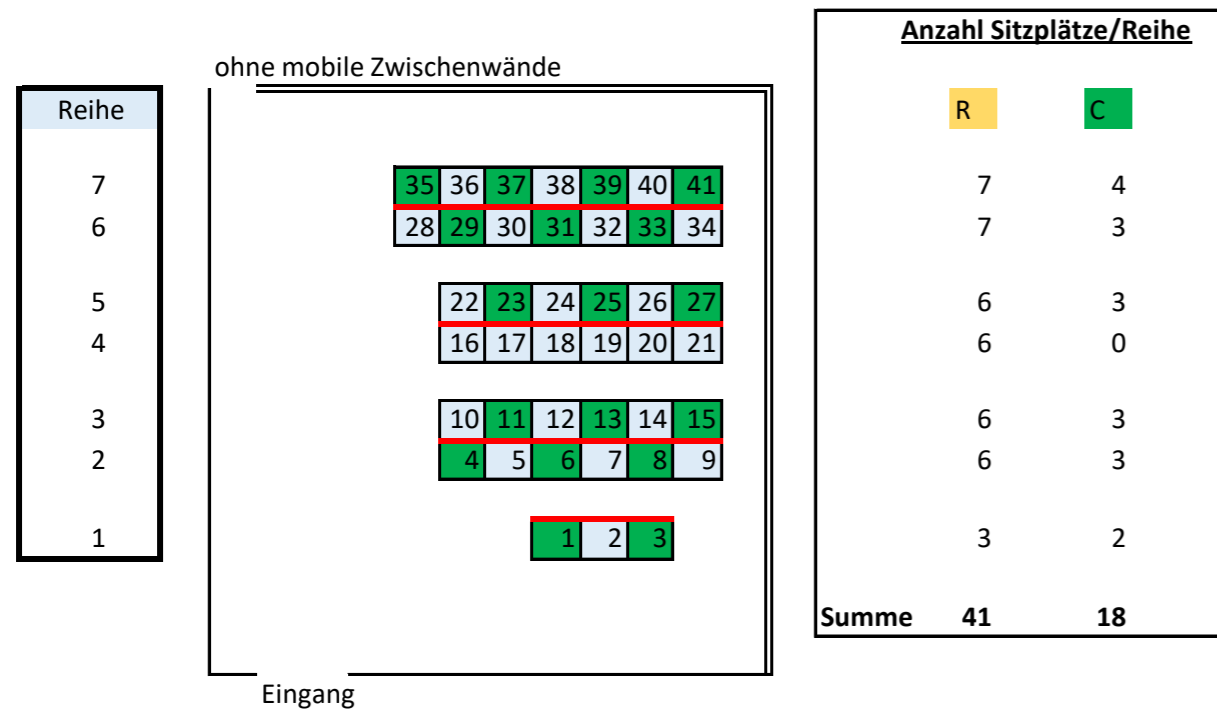 Anzahl Sitzplätze/Reihe
ohne mobile Zwischenwände
Reihe R C
7 35 36 37 38 39 40 41 7 4
6 28 29 30 31 32 33 34 7 3
5 22 23 24 25 26 27 6 3
4 16 17 18 19 20 21 6 0
3 10 11 12 13 14 15 6 3
2 4 5 6 7 8 9 6 3
1 1 2 3 3 2
Summe 41 18
Eingang